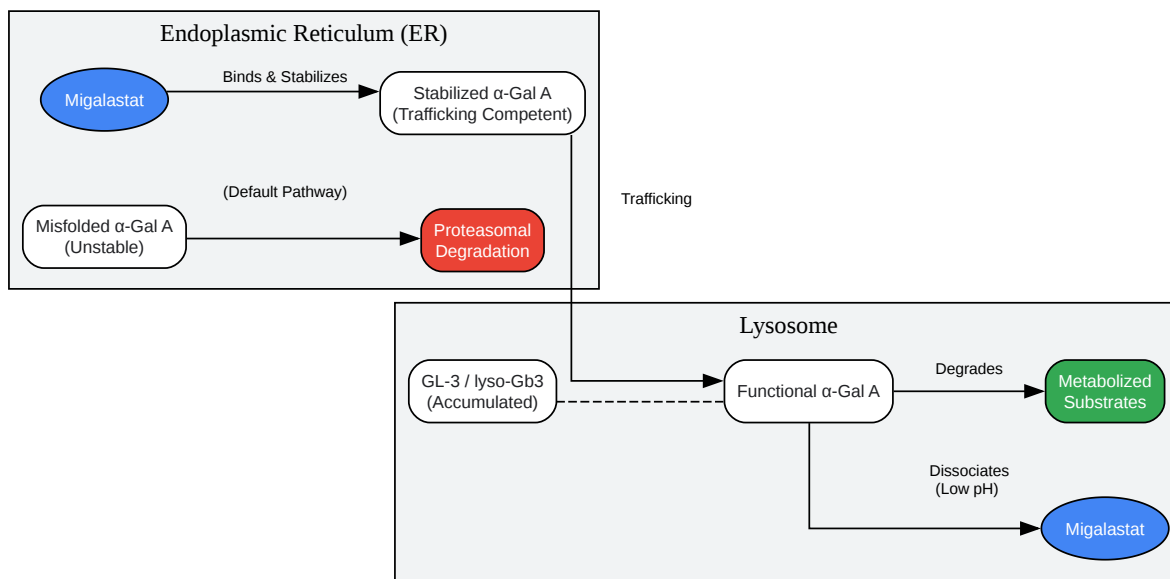 Endoplasmic Reticulum (ER)
Migalastat
Binds & Stabilizes
Stabilized α-Gal A
(Trafficking Competent)
Misfolded α-Gal A
(Unstable)
(Default Pathway)
Proteasomal
Degradation
Trafficking
Lysosome
GL-3 / lyso-Gb3
(Accumulated)
Functional α-Gal A
Degrades
Metabolized
Substrates
Dissociates
(Low pH)
Migalastat